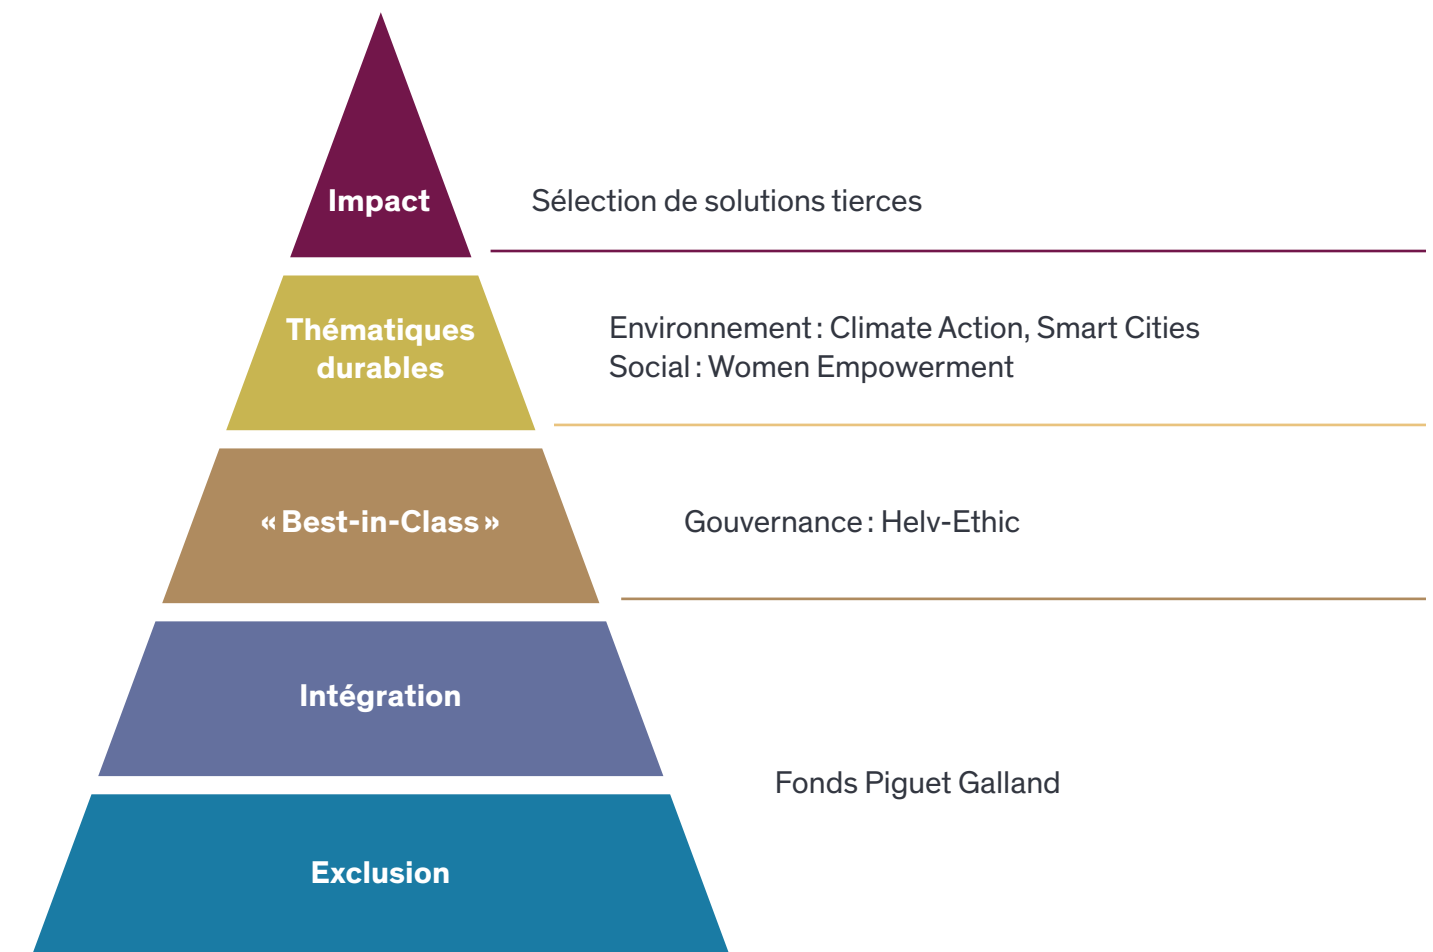 Impact
Sélection de solutions tierces
Thématiques
durables
Environnement : Climate Action, Smart Cities
Social : Women Empowerment
« Best-in-Class »
Gouvernance : Helv-Ethic
Intégration
Fonds Piguet Galland
Exclusion